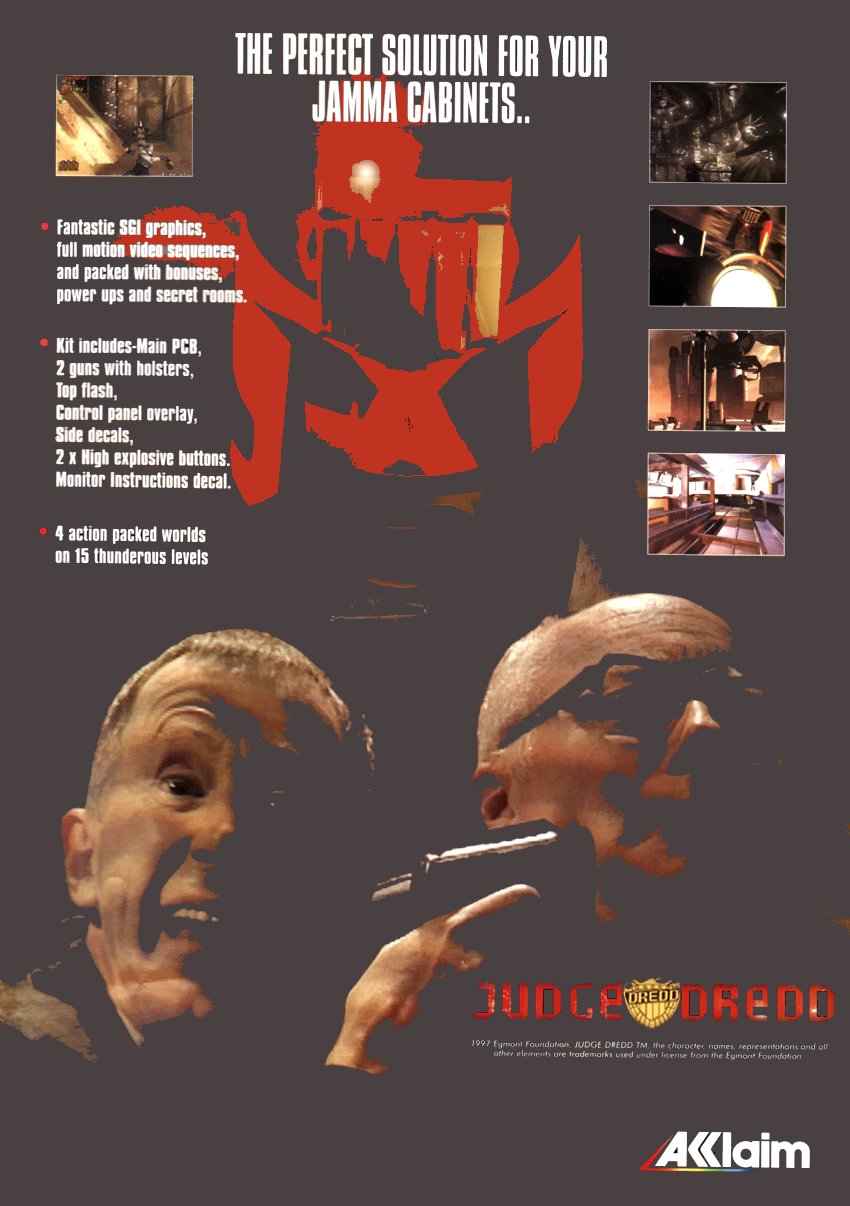 THE PERFECT SOLUTION FOR YOUR
JAMMA CABINETS..
• Fantastic SGI graphics,
full motion video sequences,
and packed with bonuses,
power ups and secret rooms.
• Kit includes-Main PCB,
2 guns with holsters,
Top flash,
Control panel overlay,
Side decals,
2 x High explosive buttons.
Monitor Instructions decal.
• 4 action packed worlds
on 15 thunderous levels
JUDGE DREDD DREDD
1997 Egmont Foundation, JUDGE DREDD TM, the character, names, representations and all
other elements are trademarks used under license from the Egmont Foundation
AKKlaim